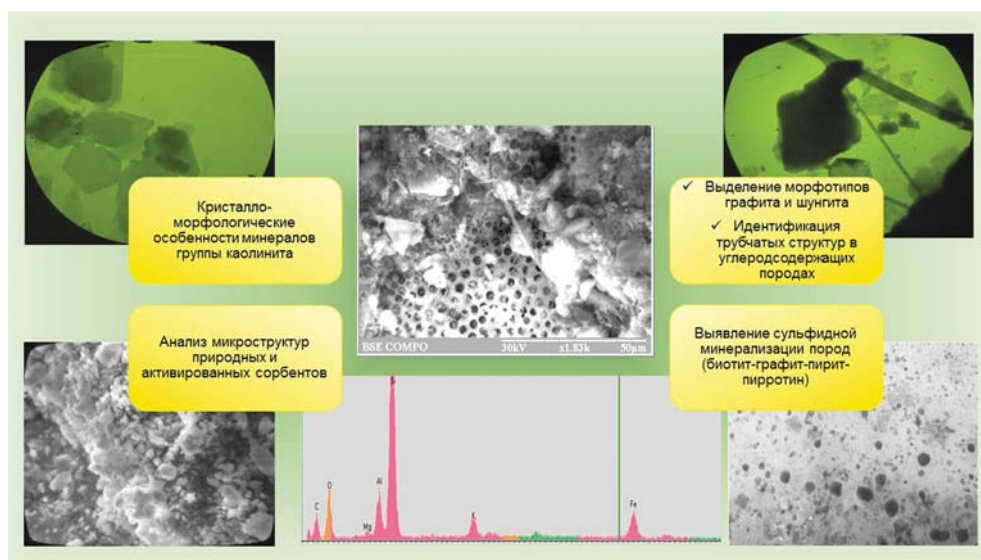 Кристалло-
морфологические
особенности минералов
группы каолинита
✓ Выделение морфотипов
графита и шунгита
✓ Идентификация
трубчатых структур в
углеродсодержащих
породах
Анализ микроструктур
природных и
активированных сорбентов
BSE COMPO 30kV x1.83k 50µm
Выявление сульфидной
минерализации пород
(биотит-графит-пирит-
пирротин)
C O Mg Al K Fe